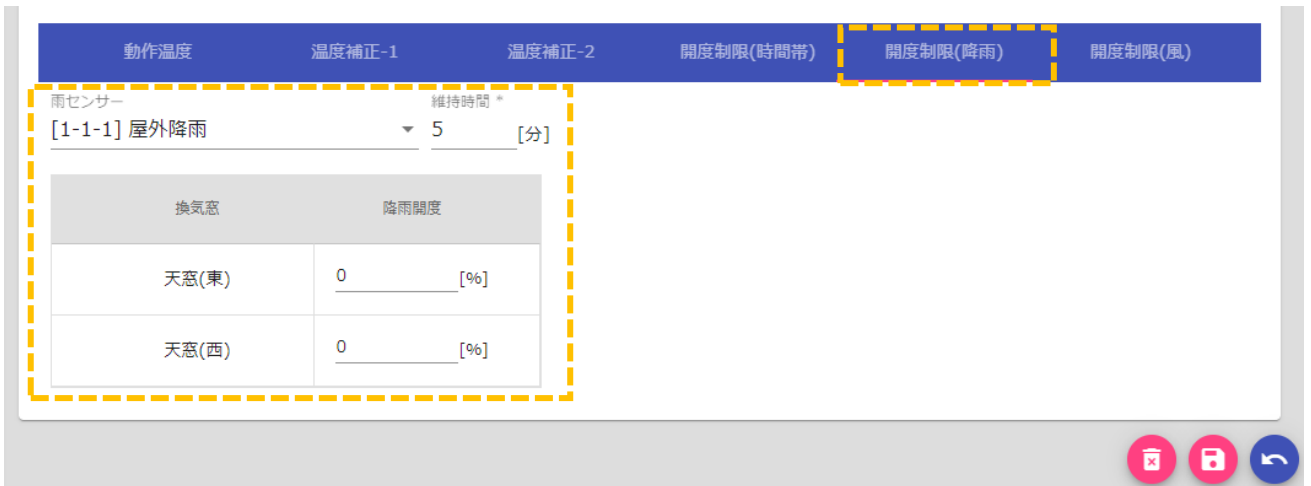 動作温度 温度補正-1 温度補正-2 開度制限(時間帯) 開度制限(降雨) 開度制限(風)
雨センサー 維持時間 *
[1-1-1] 屋外降雨 5 [分]
換気窓 降雨開度
天窓(東) 0 [%]
天窓(西) 0 [%]